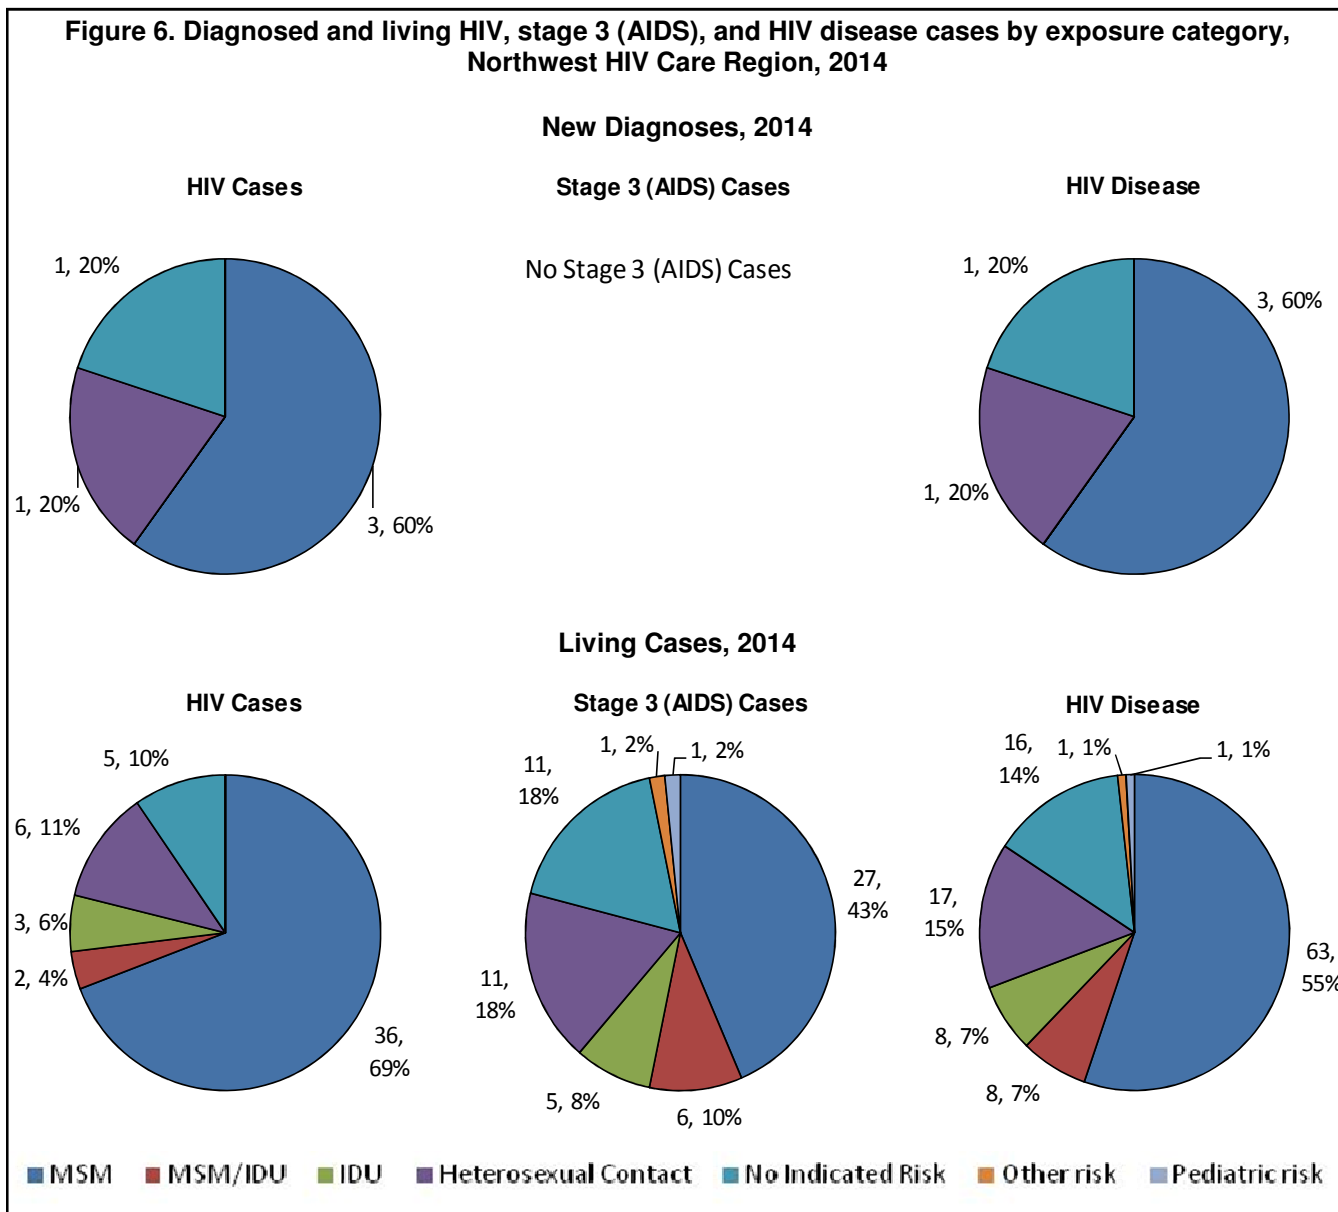 Figure 6. Diagnosed and living HIV, stage 3 (AIDS), and HIV disease cases by exposure category,
Northwest HIV Care Region, 2014
New Diagnoses, 2014
HIV Cases
1, 20%
1, 20%
3, 60%
Stage 3 (AIDS) Cases
No Stage 3 (AIDS) Cases
HIV Disease
1, 20%
3, 60%
1, 20%
Living Cases, 2014
HIV Cases
5, 10%
6, 11%
3, 6%
2, 4%
36,
69%
Stage 3 (AIDS) Cases
1, 2%
1, 2%
11,
18%
27,
43%
11,
18%
5, 8%
6, 10%
HIV Disease
16,
14%
1, 1%
1, 1%
17,
15%
63,
55%
8, 7%
8, 7%
MSM MSM/IDU IDU Heterosexual Contact No Indicated Risk Other risk Pediatric risk